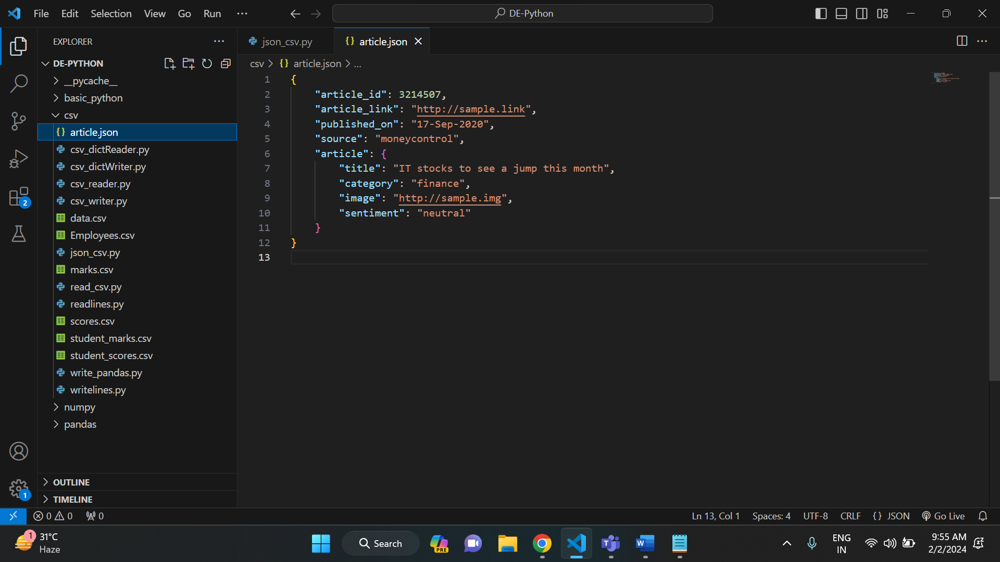 File Edit Selection View Go Run
DE-Python
EXPLORER
DE-PYTHON
__pycache__
basic_python
csv
article.json
csv_dictReader.py
csv_dictWriter.py
csv_reader.py
csv_writer.py
data.csv
Employees.csv
json_csv.py
marks.csv
read_csv.py
readlines.py
scores.csv
student_marks.csv
student_scores.csv
write_pandas.py
writelines.py
numpy
pandas
OUTLINE
TIMELINE
2
1
json_csv.py article.json
csv > {} article.json > ...
1 {
2 "article_id": 3214507,
3 "article_link": "http://sample.link",
4 "published_on": "17-Sep-2020",
5 "source": "moneycontrol",
6 "article": {
7 "title": "IT stocks to see a jump this month",
8 "category": "finance",
9 "image": "http://sample.img",
10 "sentiment": "neutral"
11 }
12 }
13
0 0 0 Ln 13, Col 1 Spaces: 4 UTF-8 CRLF {} JSON Go Live
1 31°C
Haze
Search
PRE
ENG
IN
9:55 AM
2/2/2024